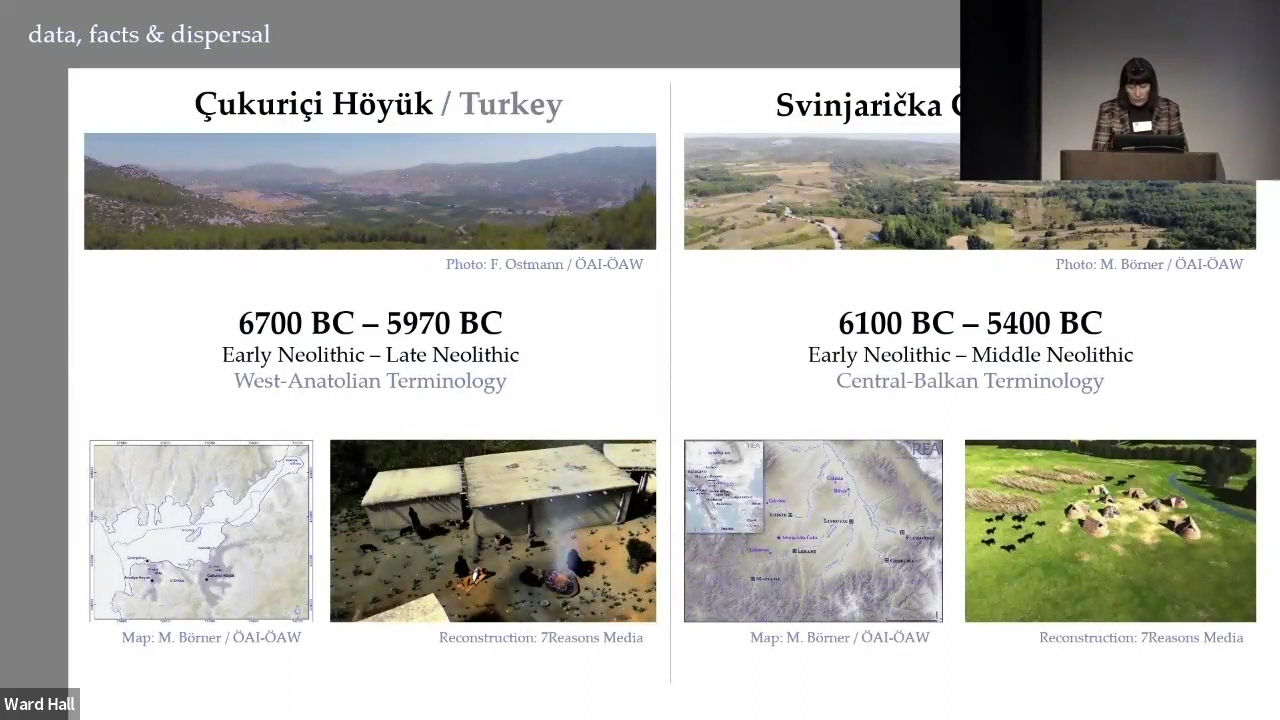 data, facts & dispersal
Çukuriçi Höyük / Turkey
Photo: F. Ostmann / ÖAI-ÖAW
6700 BC – 5970 BC
Early Neolithic – Late Neolithic
West-Anatolian Terminology
Map: M. Börner / ÖAI-ÖAW
Reconstruction: 7Reasons Media
Svinjarička
Photo: M. Börner / ÖAI-ÖAW
6100 BC – 5400 BC
Early Neolithic – Middle Neolithic
Central-Balkan Terminology
REA
Map: M. Börner / ÖAI-ÖAW
Reconstruction: 7Reasons Media
Ward Hall